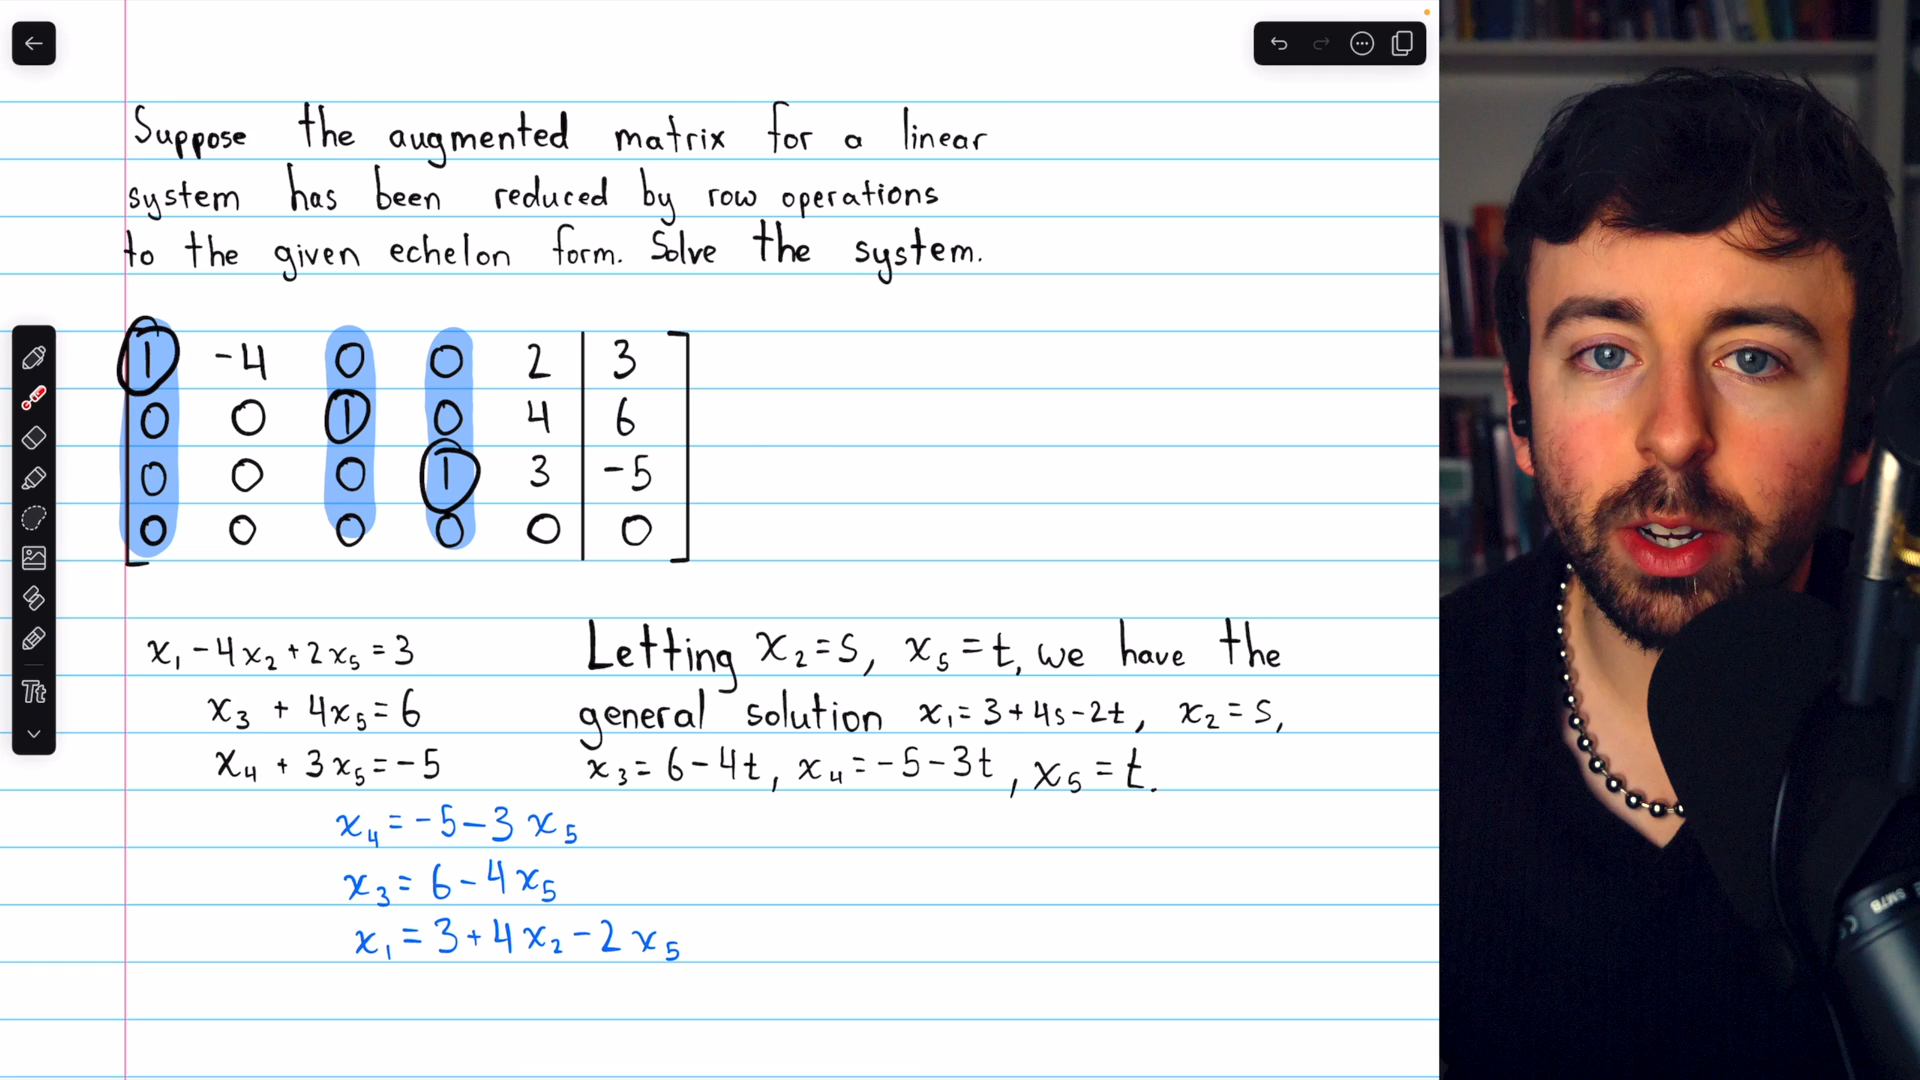 Suppose the augmented matrix for a linear
system has been reduced by row operations
to the given echelon form. Solve the system.
1 -4 0 0 2 3
0 0 1 0 4 6
0 0 0 1 3 -5
0 0 0 0 0 0
x₁ - 4x₂ + 2x₅ = 3
x₃ + 4x₅ = 6
x₄ + 3x₅ = -5
x₄ = -5 - 3x₅
x₃ = 6 - 4x₅
x₁ = 3 + 4x₂ - 2x₅
Letting x₂ = s, x₅ = t, we have the
general solution x₁ = 3 + 4s - 2t, x₂ = s,
x₃ = 6 - 4t, x₄ = -5 - 3t, x₅ = t.
Tt
SM7B